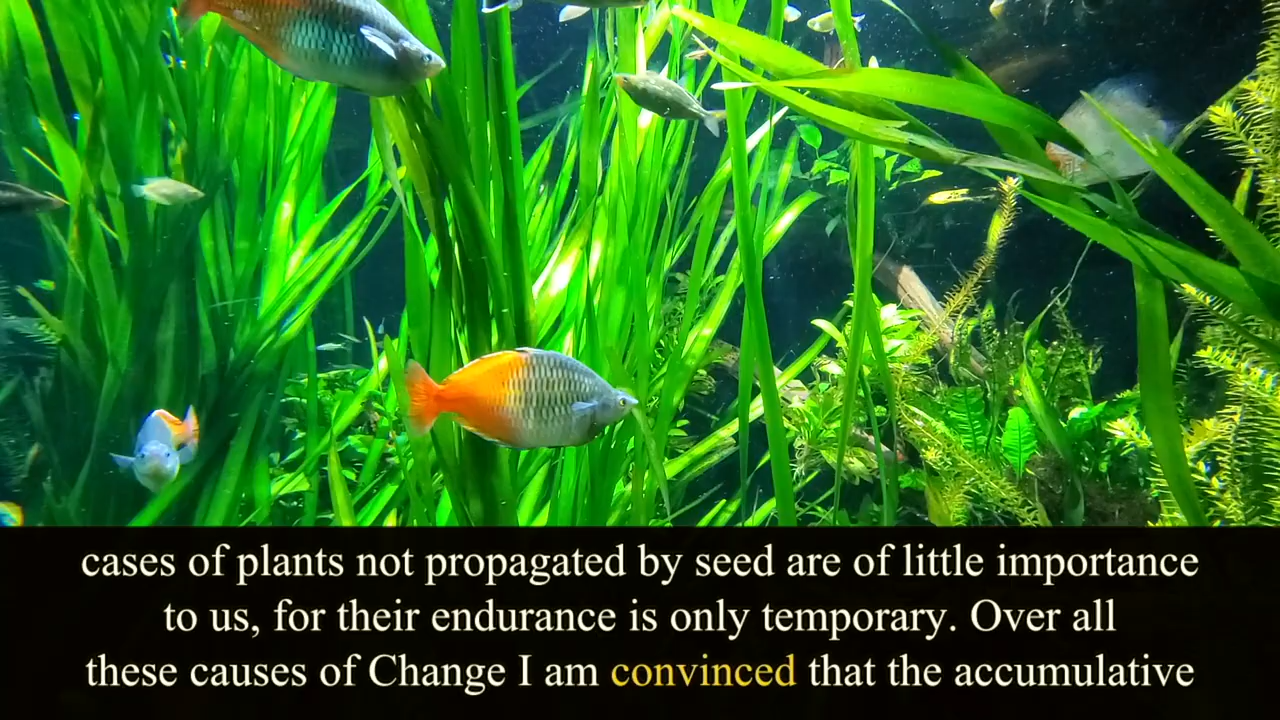 cases of plants not propagated by seed are of little importance
to us, for their endurance is only temporary. Over all
these causes of Change I am convinced that the accumulative